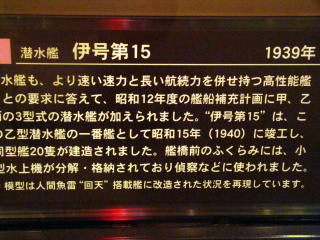 潜水艦 伊号第15 1939年
水艦も、より速い速力と長い航続力を併せ持つ高性能艦
との要求に答えて、昭和12年度の艦船補充計画に甲、乙
の3型式の潜水艦が加えられました。“伊号第15”は、こ
乙型潜水艦の一番艦として昭和15年（1940）に竣工し、
同型艦20隻が建造されました。艦橋前のふくらみには、小
型水上機が分解・格納されており偵察などに使われました。
模型は人間魚雷“回天”搭載艦に改造された状況を再現しています。